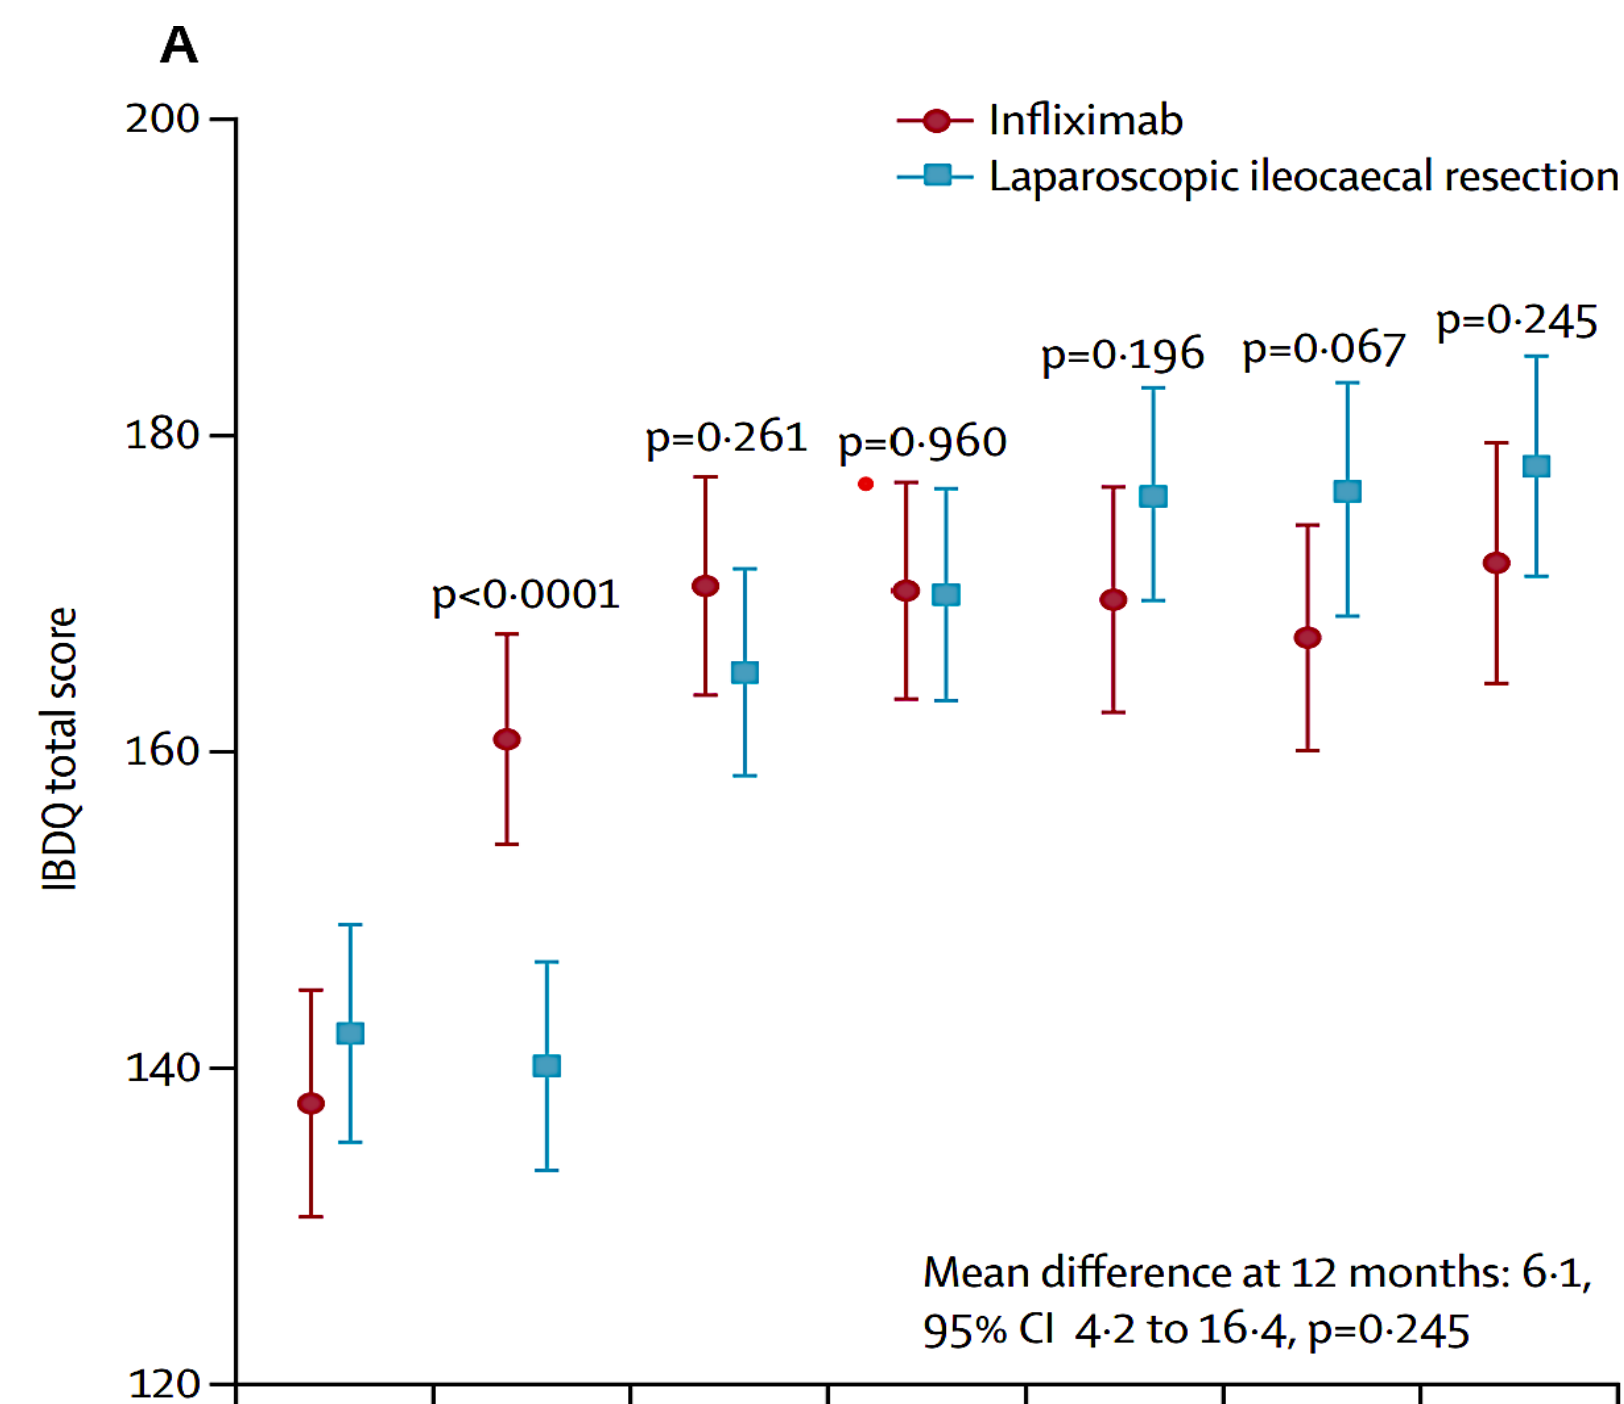 A
200
Infliximab
Laparoscopic ileocaecal resection
p=0·245
p=0·196
p=0·067
180
p=0·261
p=0·960
p<0·0001
IBDQ total score
160
140
Mean difference at 12 months: 6·1,
95% CI 4·2 to 16·4, p=0·245
120